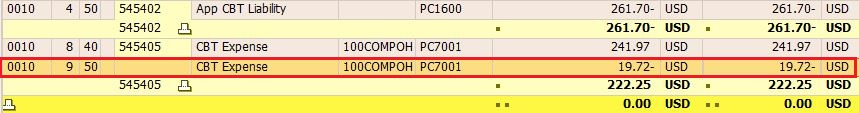 0010 4 50 545402 App CBT Liability PC1600 261.70- USD 261.70- USD
545402 261.70- USD 261.70- USD
0010 8 40 545405 CBT Expense 100COMPOH PC7001 241.97 USD 241.97 USD
0010 9 50 CBT Expense 100COMPOH PC7001 19.72- USD 19.72- USD
545405 222.25 USD 222.25 USD
0.00 USD 0.00 USD